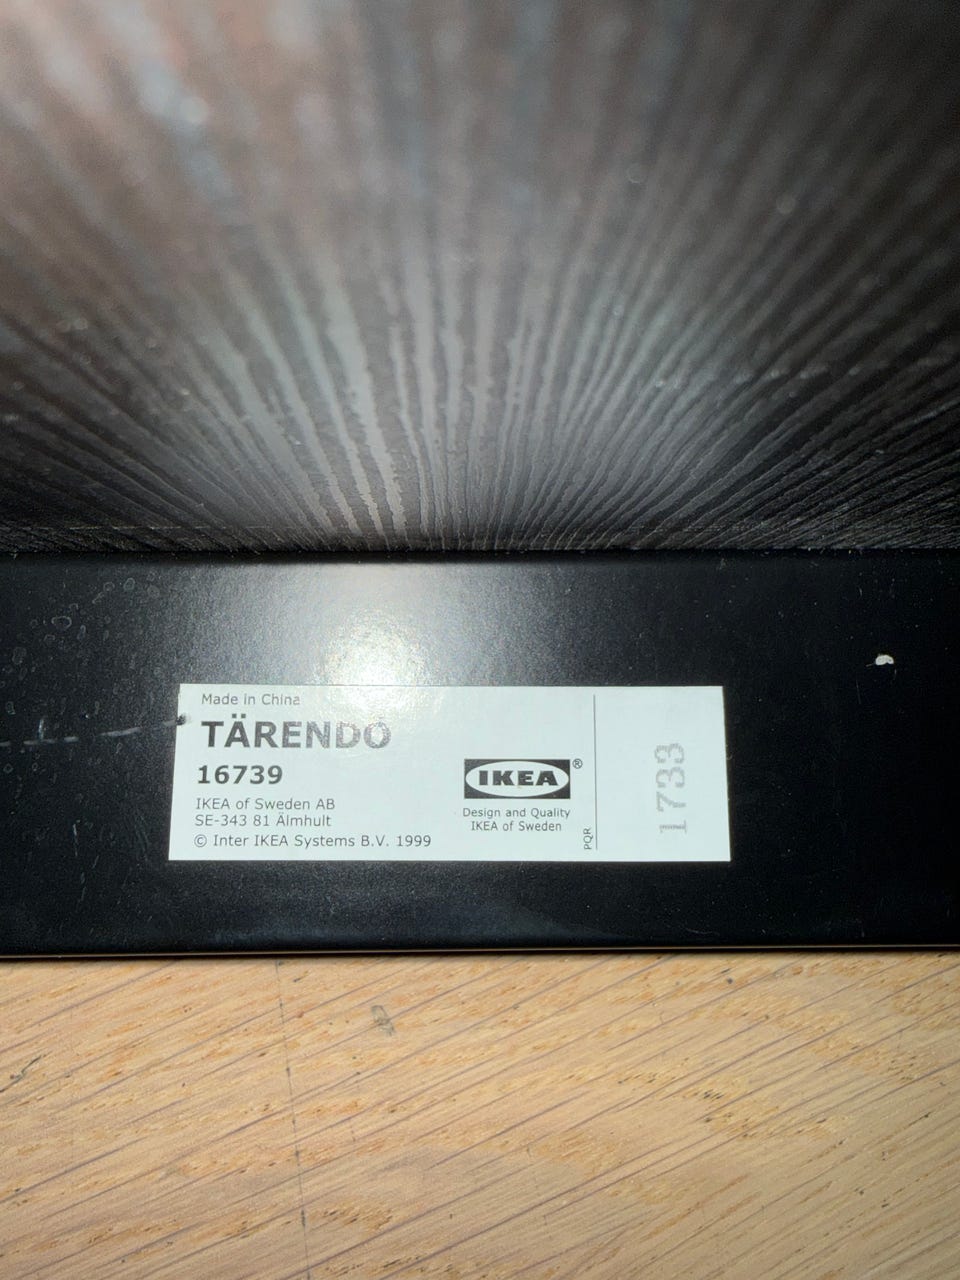 Made in China
TÄRENDÖ
16739
IKEA of Sweden AB
SE-343 81 Älmhult
© Inter IKEA Systems B.V. 1999
IKEA®
Design and Quality
IKEA of Sweden
PQR
1733